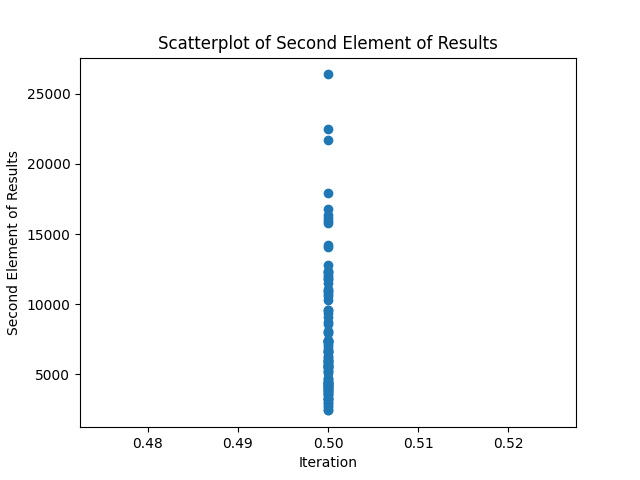 Scatterplot of Second Element of Results
25000
20000
15000
10000
5000
Second Element of Results
0.48 0.49 0.50 0.51 0.52
Iteration